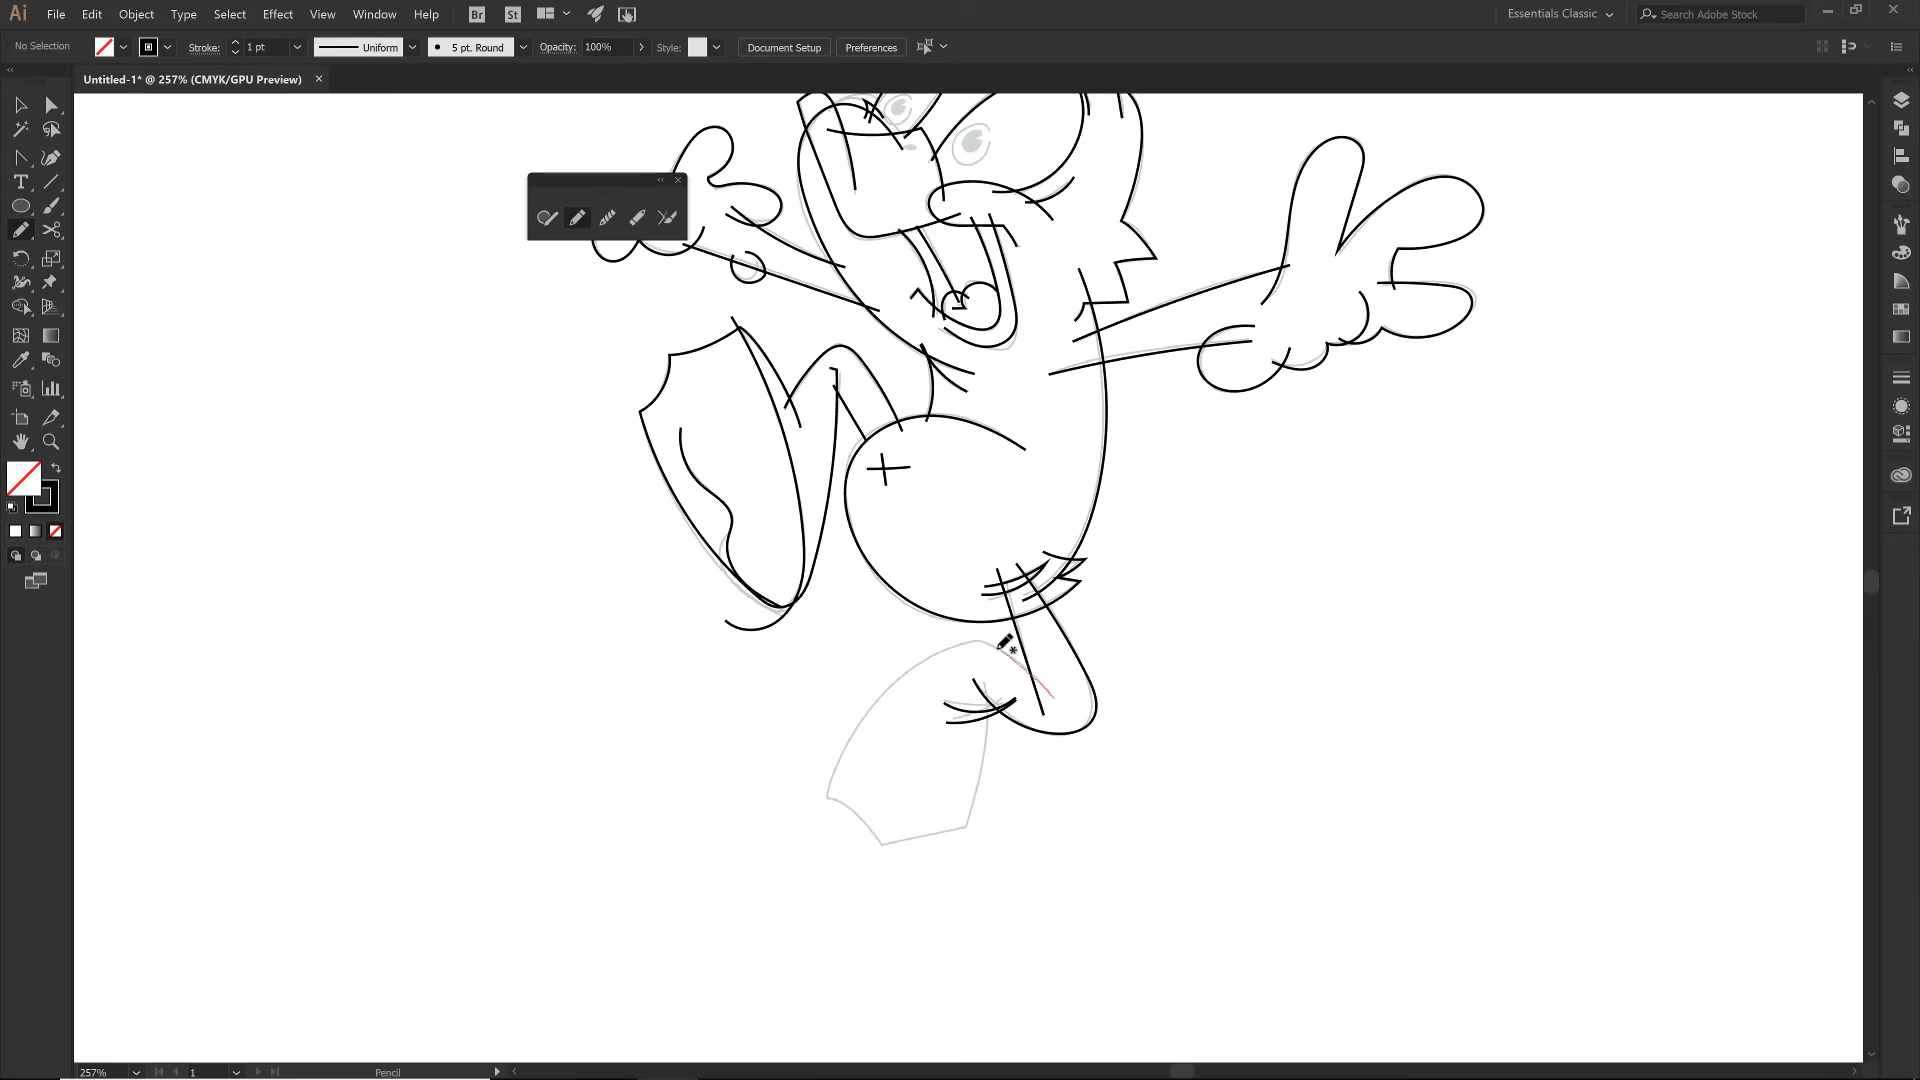 Ai File Edit Object Type Select Effect View Window Help Br St Essentials Classic Search Adobe Stock
No Selection Stroke: 1 pt Uniform 5 pt. Round Opacity: 100% Style: Document Setup Preferences
Untitled-1* @ 257% (CMYK/GPU Preview)
257% 1 Pencil